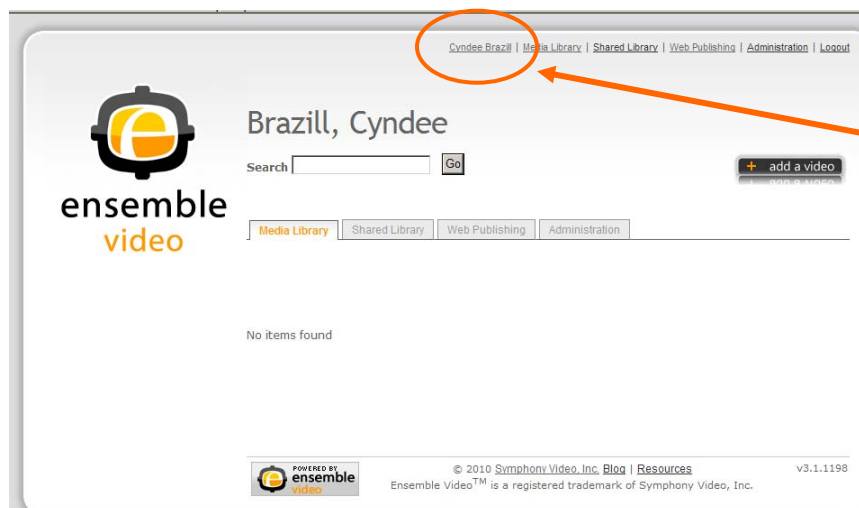 Cyndee Brazill | Media Library | Shared Library | Web Publishing | Administration | Logout
Brazill, Cyndee
Search Go
+ add a video
ensemble
video
Media Library Shared Library Web Publishing Administration
No items found
POWERED BY
ensemble
video
© 2010 Symphony Video, Inc. Blog | Resources v3.1.1198
Ensemble Video™ is a registered trademark of Symphony Video, Inc.